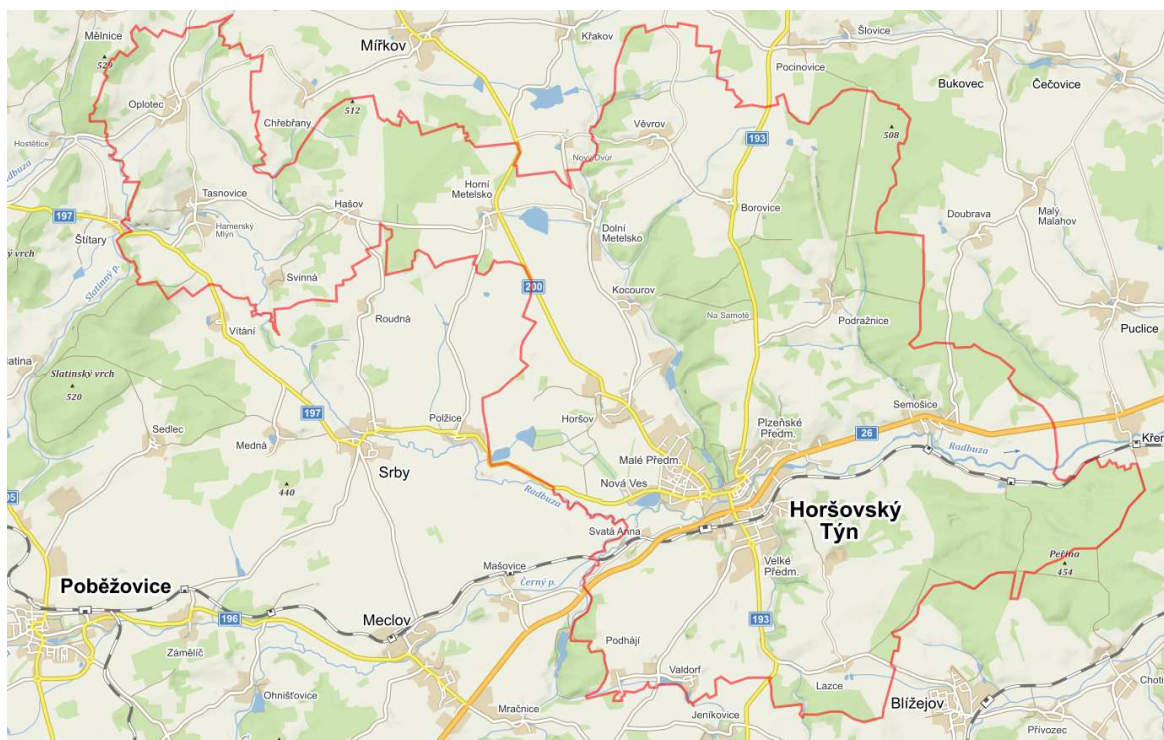 Mělnice
Mířkov
Křakov
Šlovice
Pocinovice
Bukovec
Čečovice
Oplotec
512
Chřebřany
Věvrov
193
508
Hostětice
Radbuza
Nový Dvůr
Tasnovice
Hašov
Horní
Metelsko
Borovice
Doubrava
Malý
Malahov
197
Štítary
Hamerský
Mlýn
Dolní
Metelsko
Slatinný p.
Svinná
200
Kocourov
Roudná
Na Samotě
Podražnice
Puclice
Vítání
Slatinský vrch
520
197
Polžice
Horšov
Semošice
Sedlec
Medná
Plzeňské
Předm.
26
Srby
Malé Předm.
Radbuza
440
Nová Ves
Radbuza
Horšovský
Týn
Svatá Anna
Mašovice
Černý p.
Velké
Předm.
Peřina
454
Poběžovice
196
Meclov
193
Zámělíč
Podhájí
Valdorf
Lazce
Ohnišťovice
Mračnice
Jeníkovice
Blížejov
Přívozec